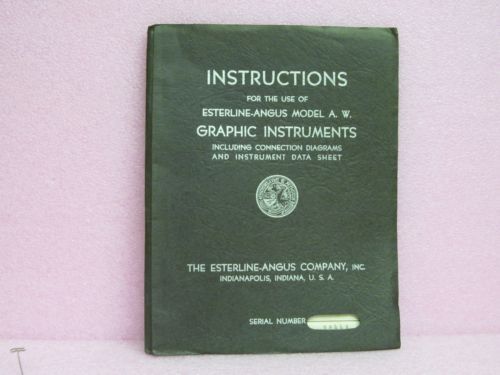 INSTRUCTIONS
FOR THE USE OF
ESTERLINE-ANGUS MODEL A. W.
GRAPHIC INSTRUMENTS
INCLUDING CONNECTION DIAGRAMS
AND INSTRUMENT DATA SHEET
THE ESTERLINE-ANGUS COMPANY, INC.
INDIANAPOLIS, INDIANA, U. S. A.
SERIAL NUMBER